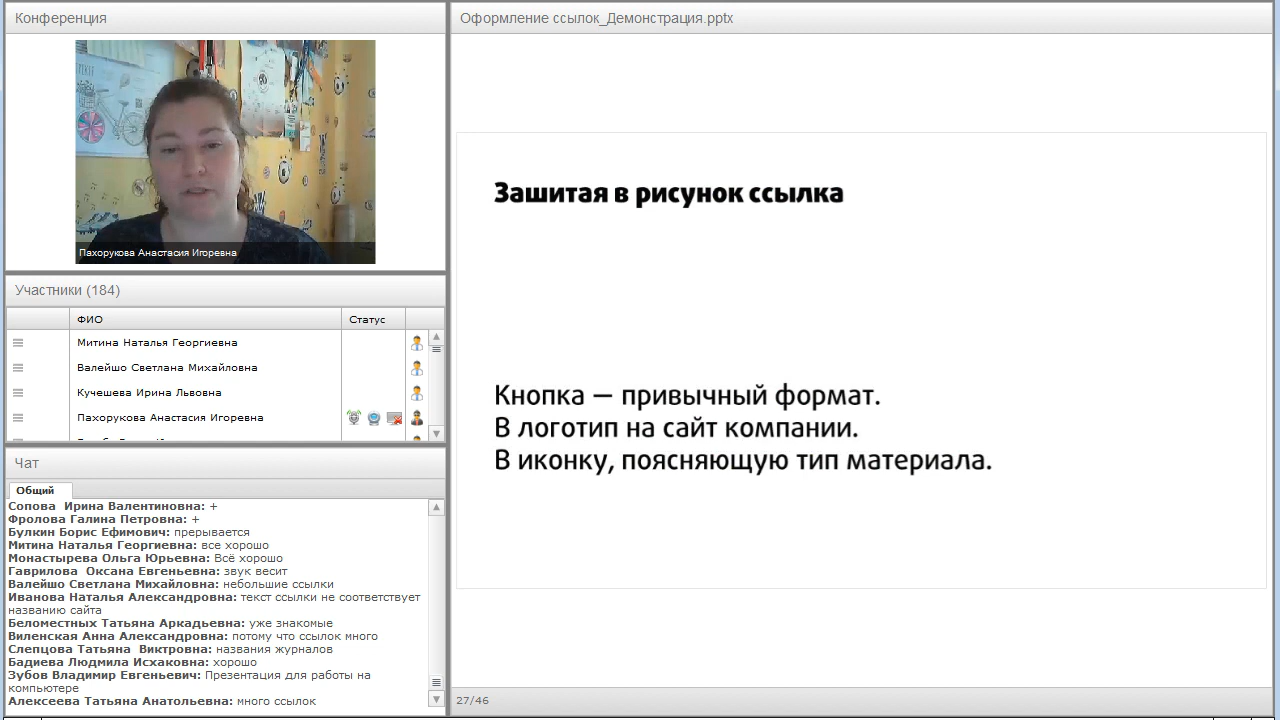 Конференция
Пахорукова Анастасия Игоревна
Участники (184)
ФИО Статус
Митина Наталья Георгиевна
Валейшо Светлана Михайловна
Кучешева Ирина Львовна
Пахорукова Анастасия Игоревна
Чат
Общий
Сопова Ирина Валентиновна: +
Фролова Галина Петровна: +
Булкин Борис Ефимович: прерывается
Митина Наталья Георгиевна: все хорошо
Монастырева Ольга Юрьевна: Всё хорошо
Гаврилова Оксана Евгеньевна: звук весит
Валейшо Светлана Михайловна: небольшие ссылки
Иванова Наталья Александровна: текст ссылки не соответствует
названию сайта
Беломестных Татьяна Аркадьевна: уже знакомые
Виленская Анна Александровна: потому что ссылок много
Слепцова Татьяна Виктровна: названия журналов
Бадиева Людмила Исхаковна: хорошо
Зубов Владимир Евгеньевич: Презентация для работы на
компьютере
Алексеева Татьяна Анатольевна: много ссылок
Оформление ссылок_Демонстрация.pptx
Зашитая в рисунок ссылка
Кнопка — привычный формат.
В логотип на сайт компании.
В иконку, поясняющую тип материала.
27/46